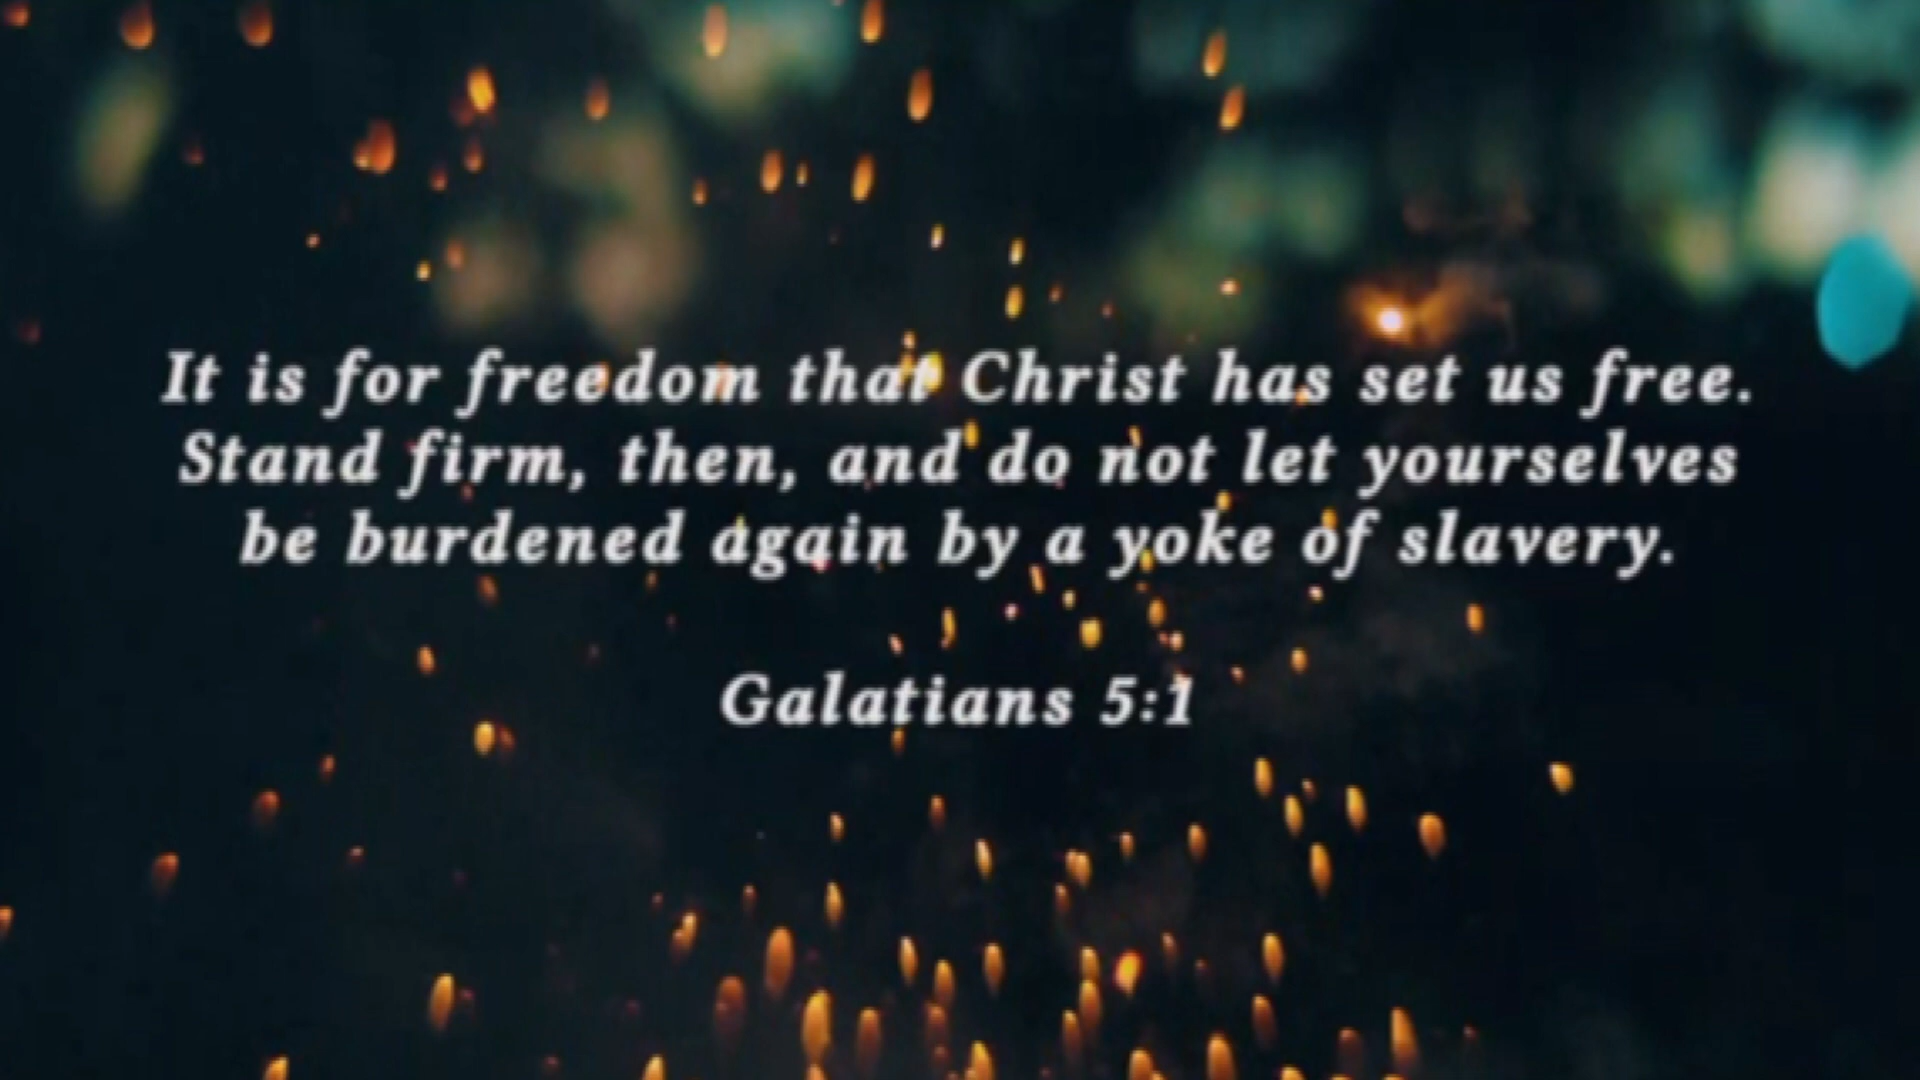 It is for freedom that Christ has set us free.
Stand firm, then, and do not let yourselves
be burdened again by a yoke of slavery.
Galatians 5:1